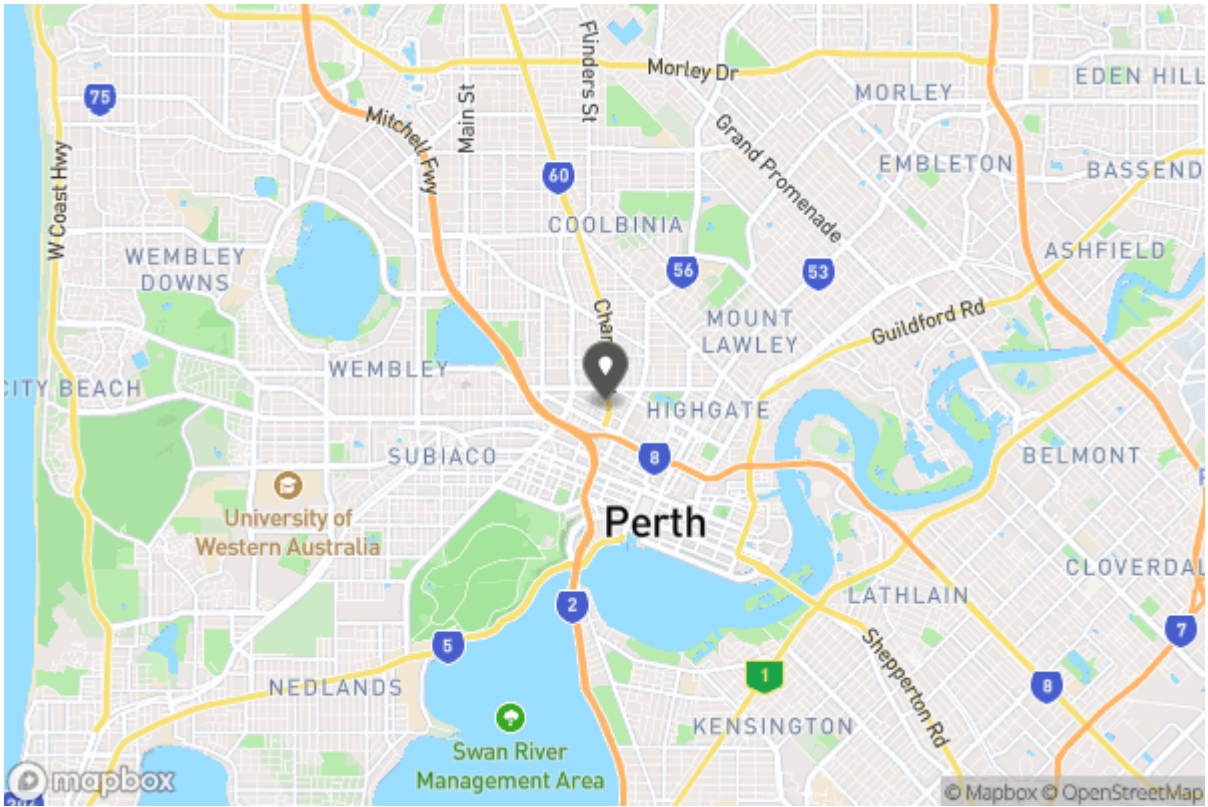 75
Main St
Flinders St
Morley Dr
EDEN HILL
MORLEY
Mitchell Fwy
Grand Promenade
W Coast Hwy
60
EMBLETON
BASSEND
COOLBINIA
WEMBLEY
DOWNS
56
53
ASHFIELD
Char
MOUNT
LAWLEY
Guildford Rd
WEMBLEY
CITY BEACH
HIGHGATE
SUBIACO
8
BELMONT
University of
Western Australia
Perth
CLOVERDAL
LATHLAIN
2
5
7
Shepperton Rd
1
8
NEDLANDS
KENSINGTON
Swan River
Management Area
mapbox
© Mapbox © OpenStreetMap